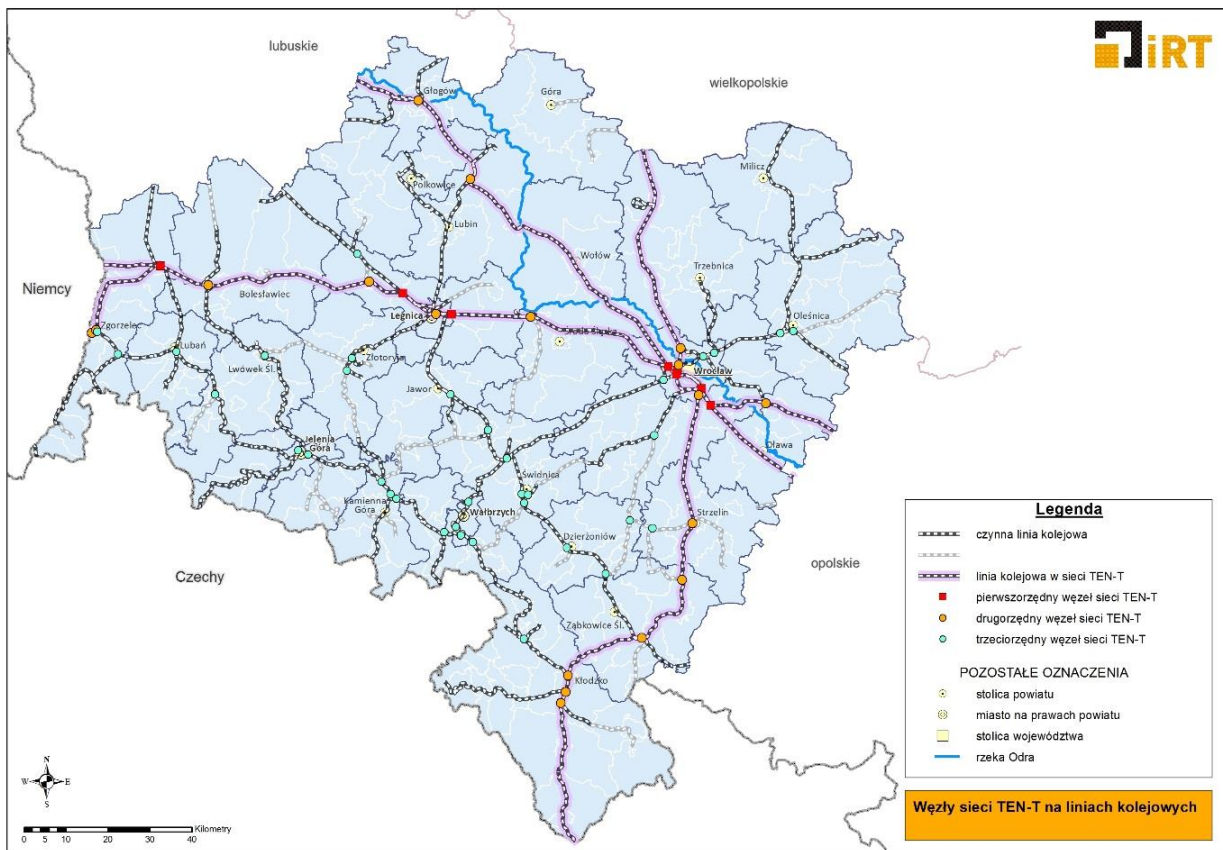 lubuskie
iRT
wielkopolskie
Głogów
Góra
Milicz
Polkowice
Lubin
Wołów
Trzebnica
Niemcy
Bolesławiec
Oleśnica
Legnica
Zgorzelec
Środa Śląska
Lubań
Złotoryja
Wrocław
Lwówek Śl.
Jawor
Oława
Jelenia
Góra
Świdnica
Kamienna
Góra
Wałbrzych
Strzelin
Dzierżoniów
Czechy
opolskie
Ząbkowice Śl.
Kłodzko
Legenda
czynna linia kolejowa
linia kolejowa w sieci TEN-T
pierwszorzędny węzeł sieci TEN-T
drugorzędny węzeł sieci TEN-T
trzeciorzędny węzeł sieci TEN-T
POZOSTAŁE OZNACZENIA
stolica powiatu
miasto na prawach powiatu
stolica województwa
rzeka Odra
N
W E
S
Kilometry
0 5 10 20 30 40
Węzły sieci TEN-T na liniach kolejowych